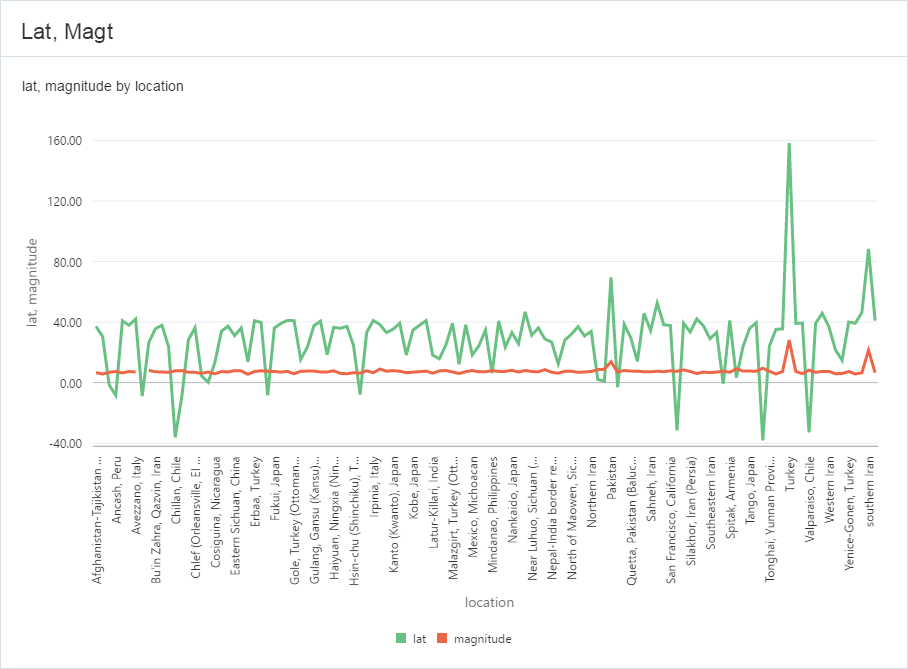 Lat, Magt
lat, magnitude by location
160.00
120.00
80.00
40.00
0.00
-40.00
lat, magnitude
Afghanistan-Tajikistan ...
Ancash, Peru
Avezzano, Italy
Bu'in Zahra, Qazvin, Iran
Chillan, Chile
Chlef (Orleansville, El ...
Cosiguina, Nicaragua
Eastern Sichuan, China
Erbaa, Turkey
Fukui, Japan
Gole, Turkey (Ottoman...
Gulang, Gansu (Kansu)...
Haiyuan, Ningxia (Nin...
Hsin-chu (Shinchiku), T...
Irpinia, Italy
Kanto (Kwanto), Japan
Kobe, Japan
Latur-Killari, India
Malazgirt, Turkey (Ott...
Mexico, Michoacan
Mindanao, Philippines
Nankaido, Japan
Near Luhuo, Sichuan (...
Nepal-India border re...
North of Maowen, Sic...
Northern Iran
Pakistan
Quetta, Pakistan (Baluc...
Sahneh, Iran
San Francisco, California
Silakhor, Iran (Persia)
Southeastern Iran
Spitak, Armenia
Tango, Japan
Tonghai, Yunnan Provi...
Turkey
Valparaiso, Chile
Western Iran
Yenice-Gonen, Turkey
southern Iran
location
lat
magnitude